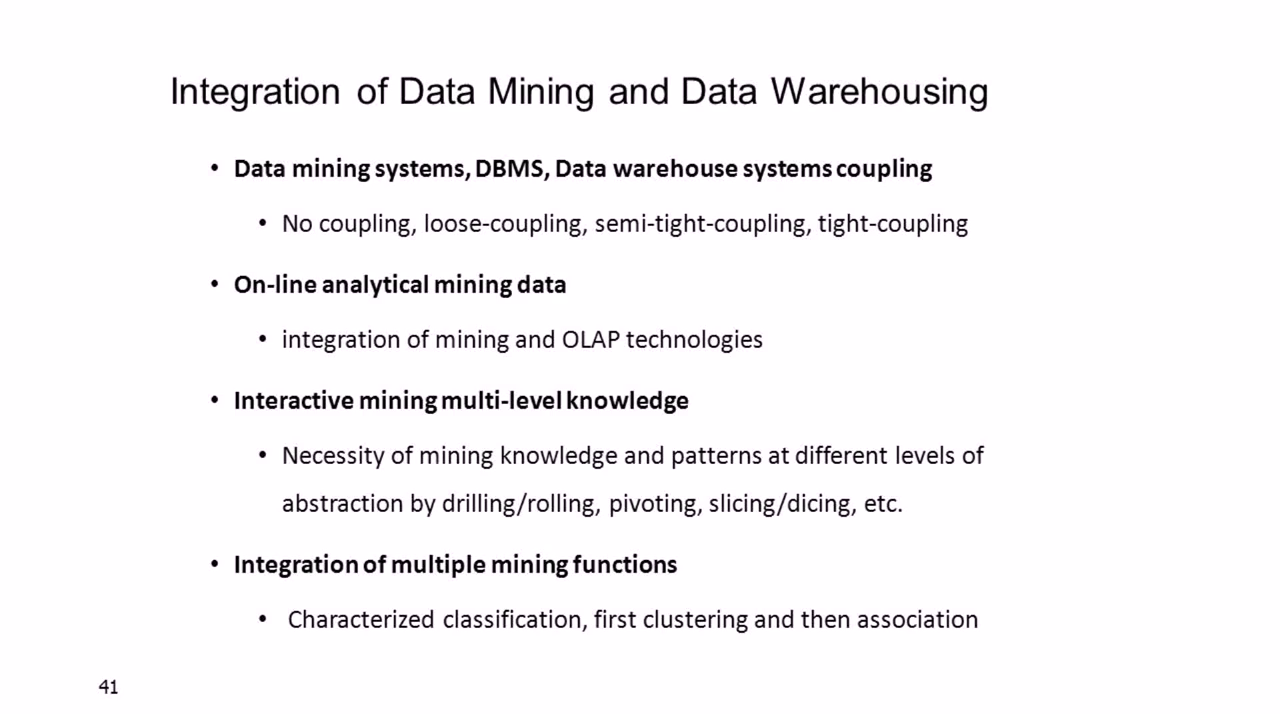 Integration of Data Mining and Data Warehousing
• Data mining systems, DBMS, Data warehouse systems coupling
• No coupling, loose-coupling, semi-tight-coupling, tight-coupling
• On-line analytical mining data
• integration of mining and OLAP technologies
• Interactive mining multi-level knowledge
• Necessity of mining knowledge and patterns at different levels of
abstraction by drilling/rolling, pivoting, slicing/dicing, etc.
• Integration of multiple mining functions
• Characterized classification, first clustering and then association
41